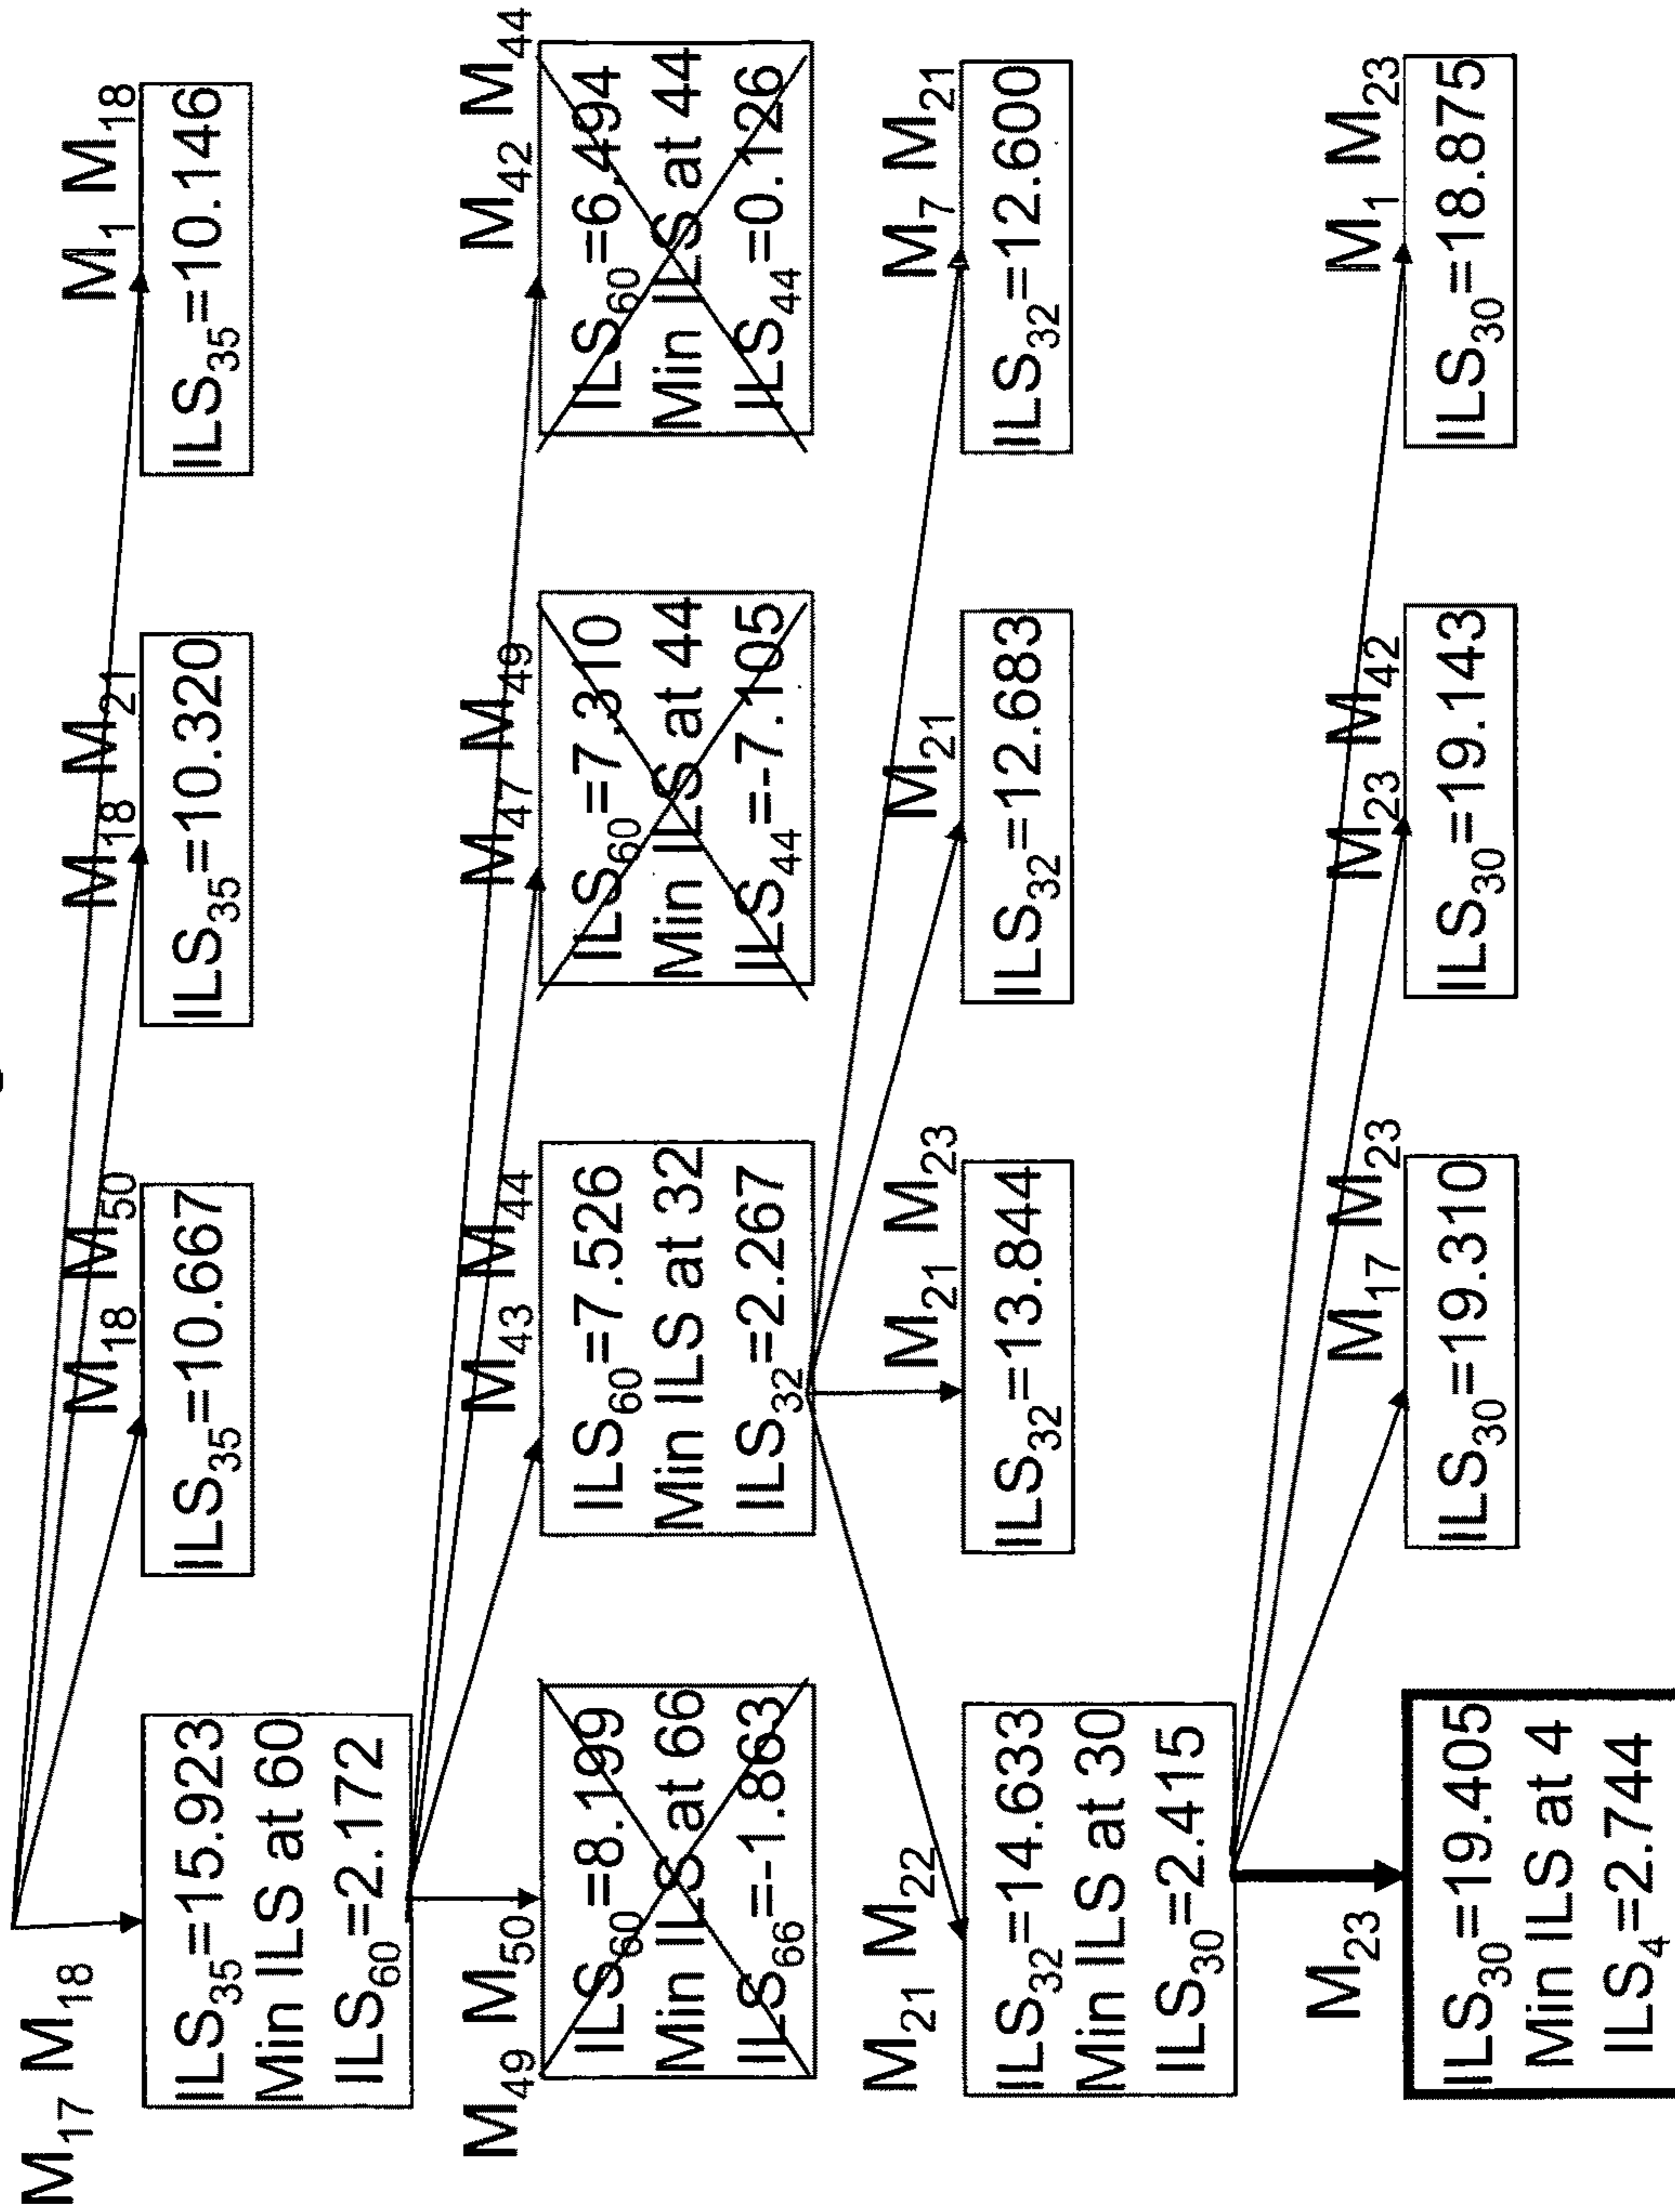 M17 M18
M18 M50
M18 M21
M1 M18
ILS35=15.923
Min ILS at 60
ILS60=2.172
ILS35=10.667
ILS35=10.320
ILS35=10.146
M49 M50
M43 M44
M47 M49
M42 M44
ILS60=8.199
Min ILS at 66
ILS66=-1.863
ILS60=7.526
Min ILS at 32
ILS32=2.267
ILS60=7.310
Min ILS at 44
ILS44=-7.105
ILS60=6.494
Min ILS at 44
ILS44=0.126
M21 M22
M21 M23
M21
M7 M21
ILS32=14.633
Min ILS at 30
ILS30=2.415
ILS32=13.844
ILS32=12.683
ILS32=12.600
M23
M17 M23
M23 M42
M1 M23
ILS30=19.405
Min ILS at 4
ILS4=2.744
ILS30=19.310
ILS30=19.143
ILS30=18.875